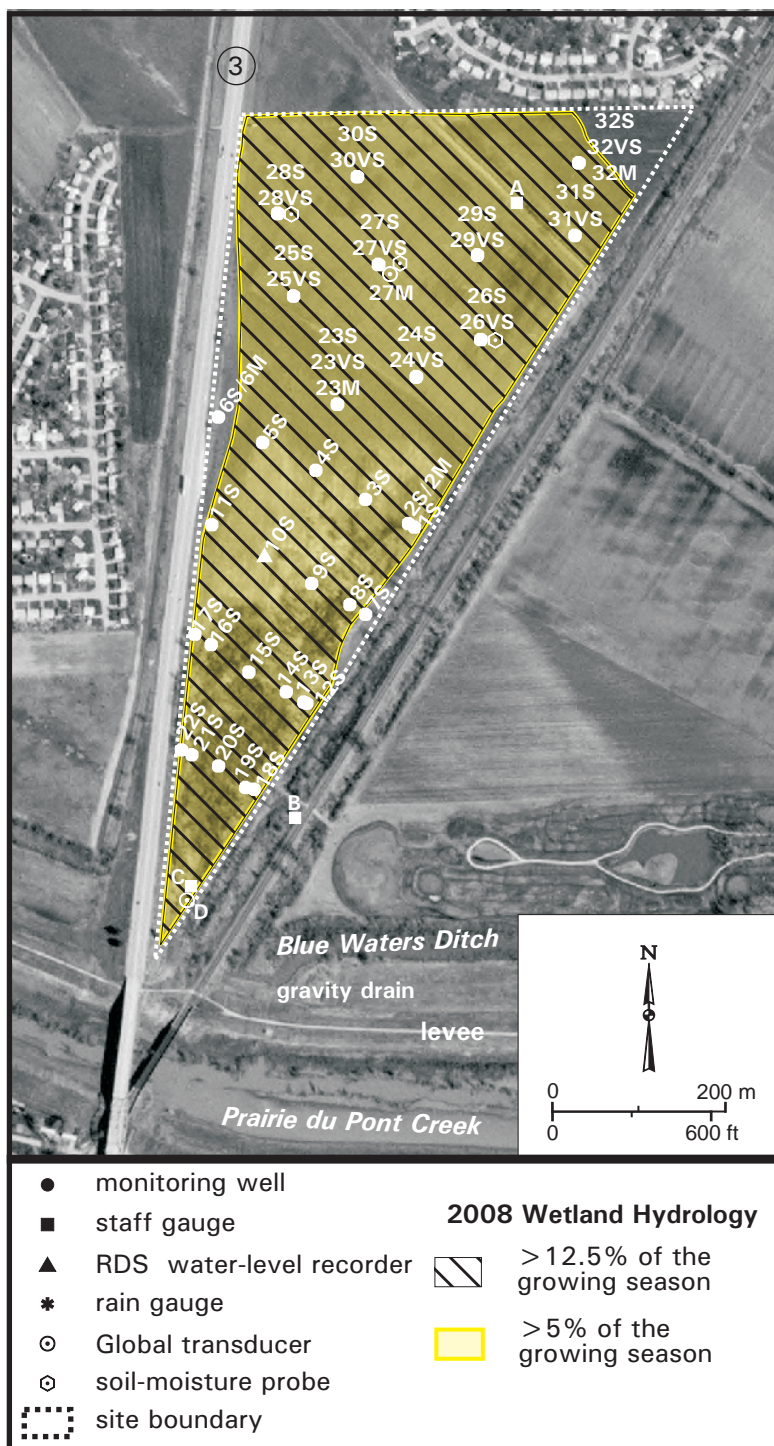 3
32S
32VS
32M
30S
30VS
28S
28VS
A
31S
31VS
27S
27VS
27M
29S
29VS
25S
25VS
26S
26VS
23S
23VS
23M
24S
24VS
6S/6M
5S
4S
3S
2S/2M
1S
11S
10S
9S
8S
7S
17S
16S
15S
14S
13S
12S
22S
21S
20S
19S
18S
B
C
D
Blue Waters Ditch
gravity drain
levee
Prairie du Pont Creek
N
0 200 m
0 600 ft
monitoring well
staff gauge
RDS water-level recorder
rain gauge
Global transducer
soil-moisture probe
site boundary
2008 Wetland Hydrology
>12.5% of the
growing season
>5% of the
growing season